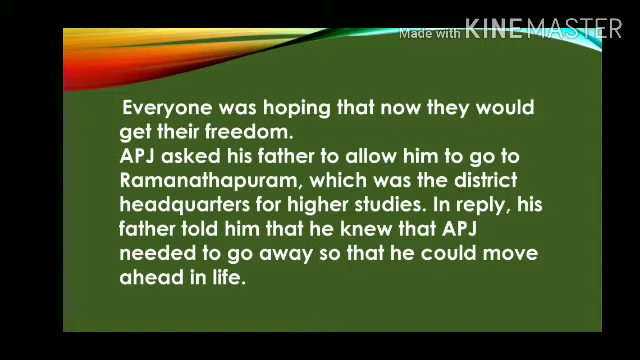 Made with KINEMASTER
Everyone was hoping that now they would
get their freedom.
APJ asked his father to allow him to go to
Ramanathapuram, which was the district
headquarters for higher studies. In reply, his
father told him that he knew that APJ
needed to go away so that he could move
ahead in life.